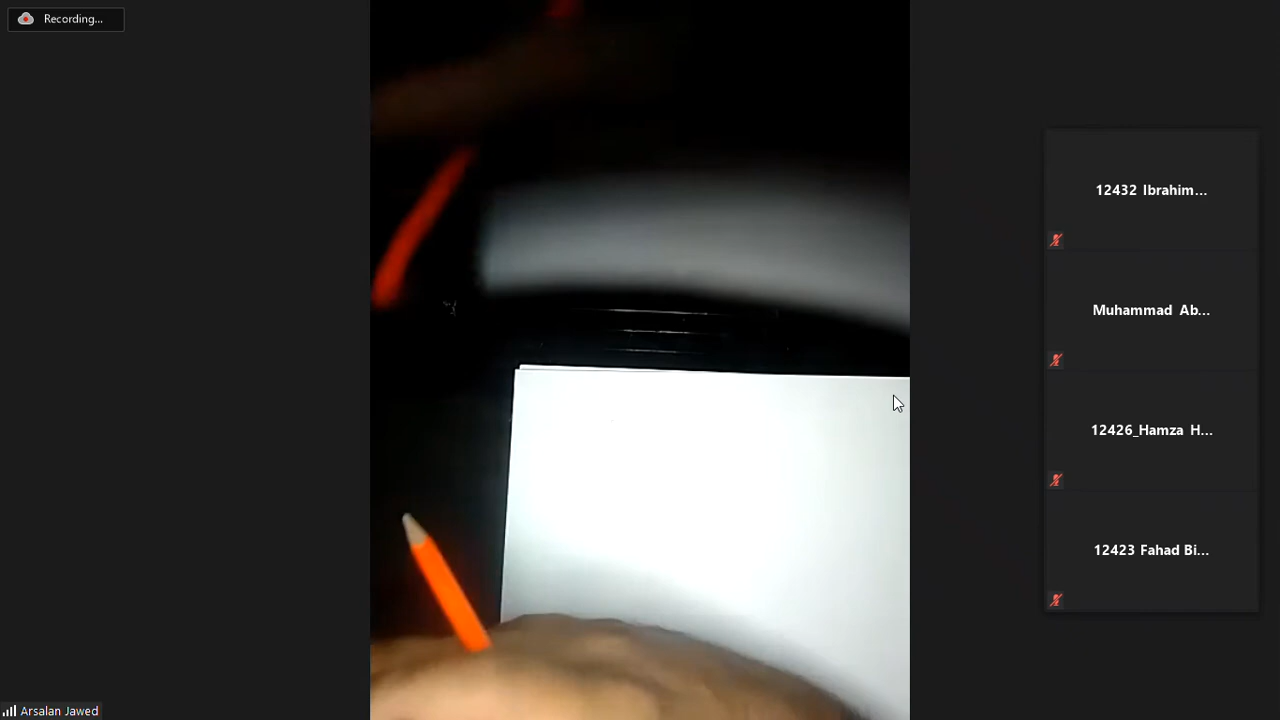 Recording...
12432 Ibrahim...
Muhammad Ab...
12426_Hamza H...
12423 Fahad Bi...
Arsalan Jawed